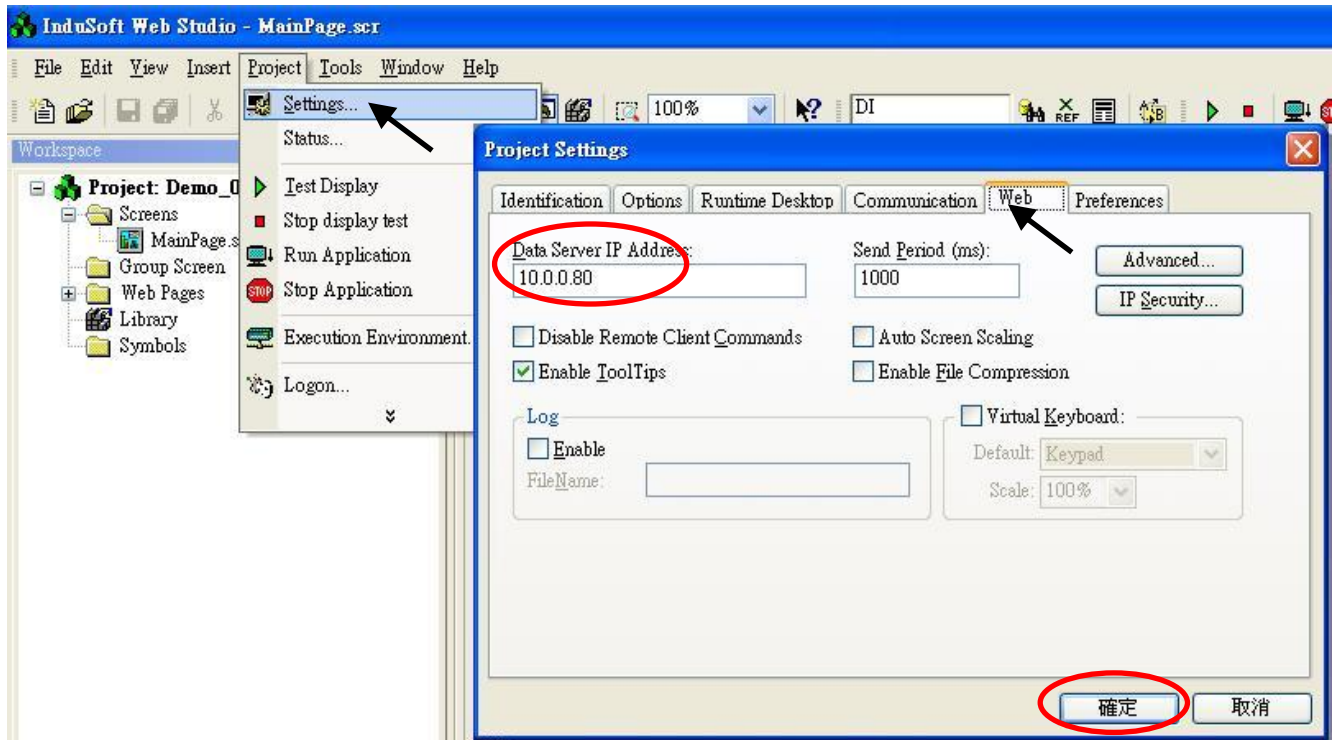 InduSoft Web Studio - MainPage.scr
File Edit View Insert Project Tools Window Help
100% DI REF
Workspace
Project: Demo_0
Screens
MainPage.s
Group Screen
Web Pages
Library
Symbols
Settings...
Status...
Test Display
Stop display test
Run Application
STOP Stop Application
Execution Environment.
Logon...
Project Settings
Identification Options Runtime Desktop Communication Web Preferences
Data Server IP Address: Send Period (ms): Advanced...
10.0.0.80 1000 IP Security...
Disable Remote Client Commands Auto Screen Scaling
Enable ToolTips Enable File Compression
Log Virtual Keyboard:
Enable Default: Keypad
FileName: Scale: 100%
確定 取消